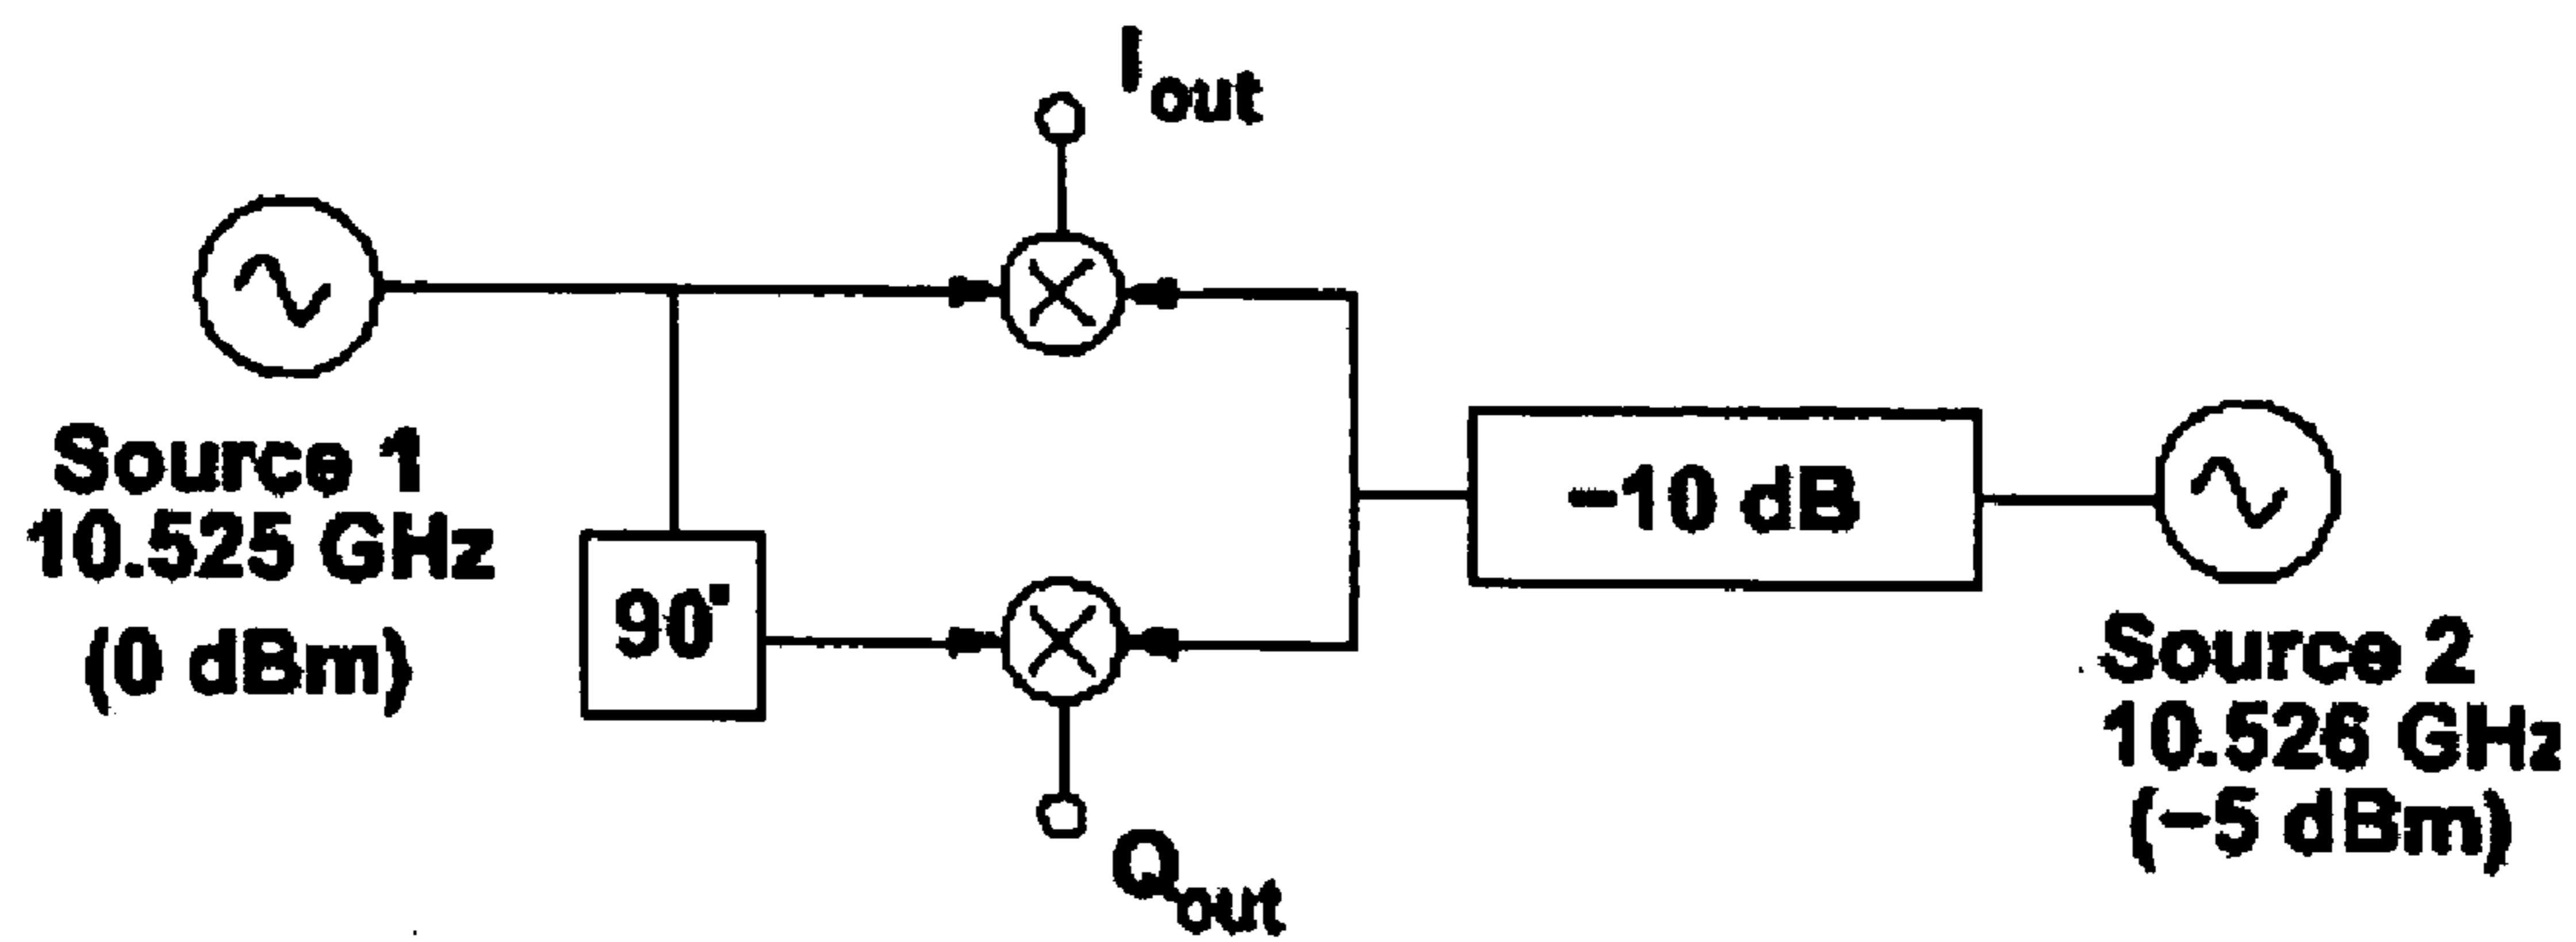 Iout
Source 1
10.525 GHz
(0 dBm)
90°
−10 dB
Source 2
10.526 GHz
(−5 dBm)
Qout